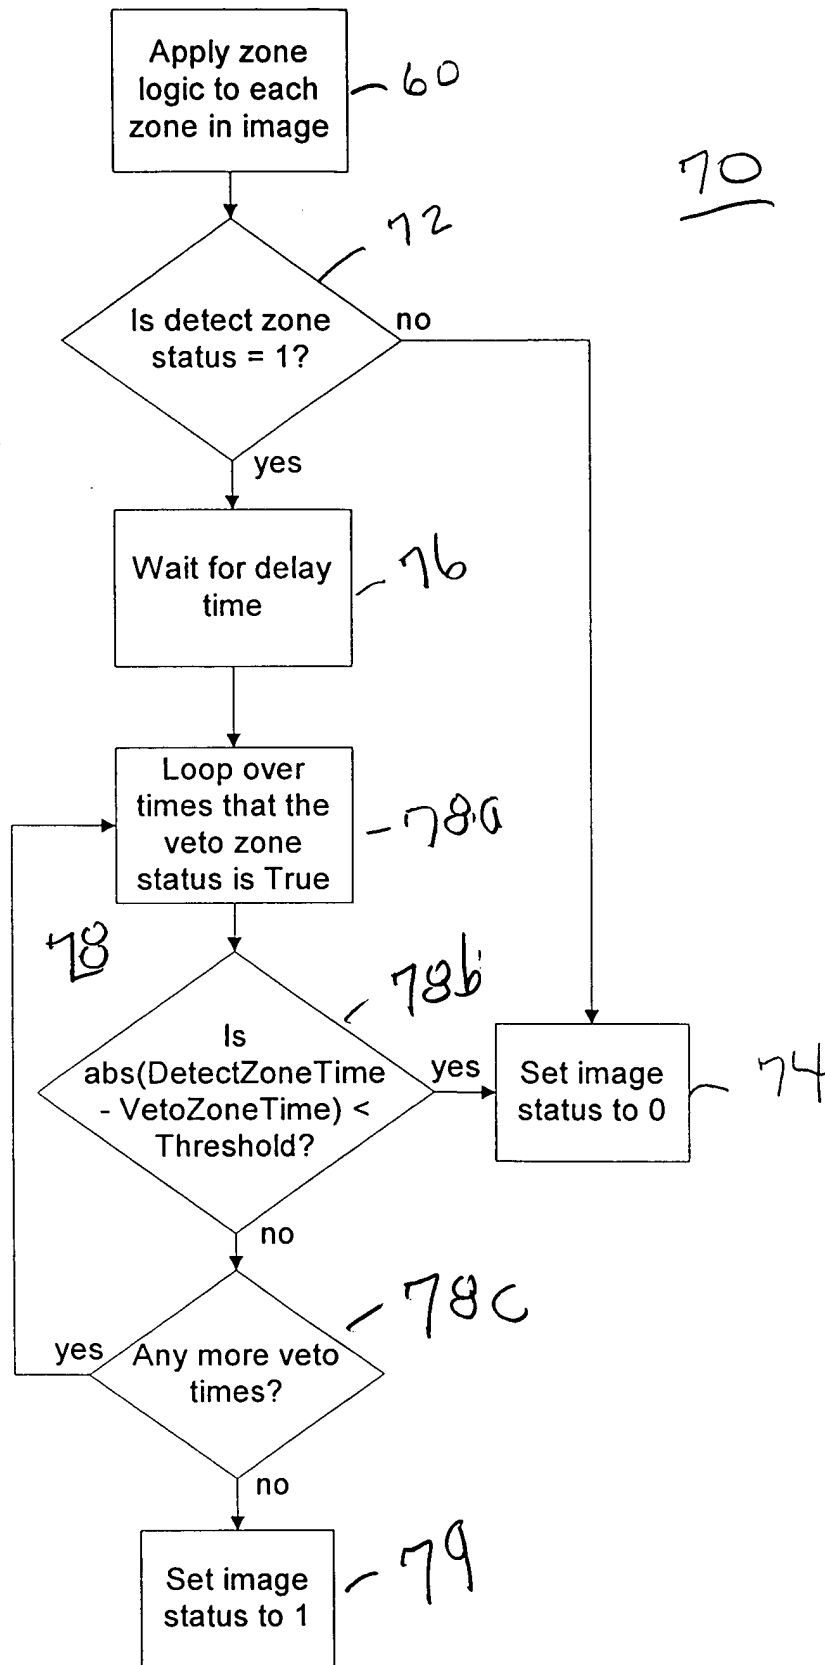 Apply zone
logic to each
zone in image
60
70
72
Is detect zone
status = 1?
no
yes
Wait for delay
time
76
Loop over
times that the
veto zone
status is True
78a
78
78b
Is
abs(DetectZoneTime
- VetoZoneTime) <
Threshold?
yes
Set image
status to 0
74
no
78c
yes
Any more veto
times?
no
Set image
status to 1
79